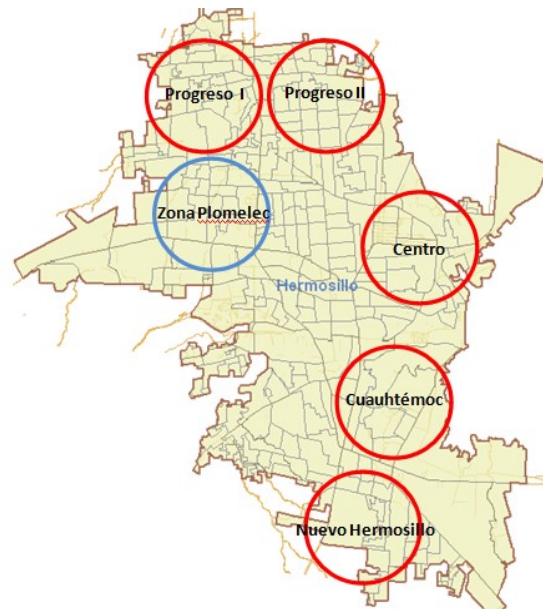 Progreso I
Progreso II
Zona Plomelec
Centro
Hermosillo
Cuauhtémoc
Nuevo Hermosillo